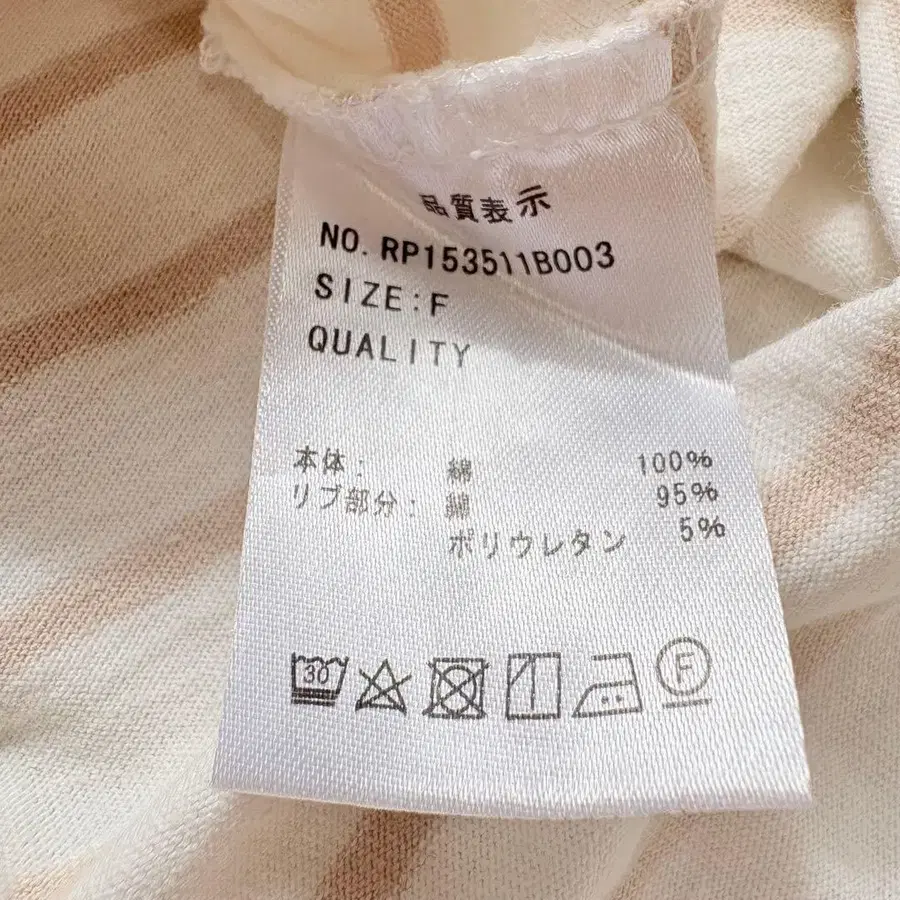 品質表示
NO. RP153511B003
SIZE:F
QUALITY
本体: 綿 100%
リブ部分: 綿 95%
ポリウレタン 5%
30 F